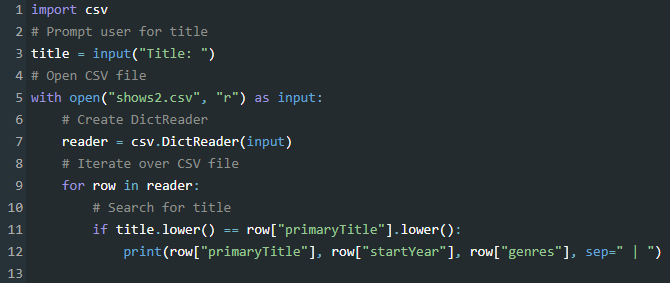 1 import csv
2 # Prompt user for title
3 title = input("Title: ")
4 # Open CSV file
5 with open("shows2.csv", "r") as input:
6     # Create DictReader
7     reader = csv.DictReader(input)
8     # Iterate over CSV file
9     for row in reader:
10         # Search for title
11         if title.lower() == row["primaryTitle"].lower():
12             print(row["primaryTitle"], row["startYear"], row["genres"], sep=" | ")
13